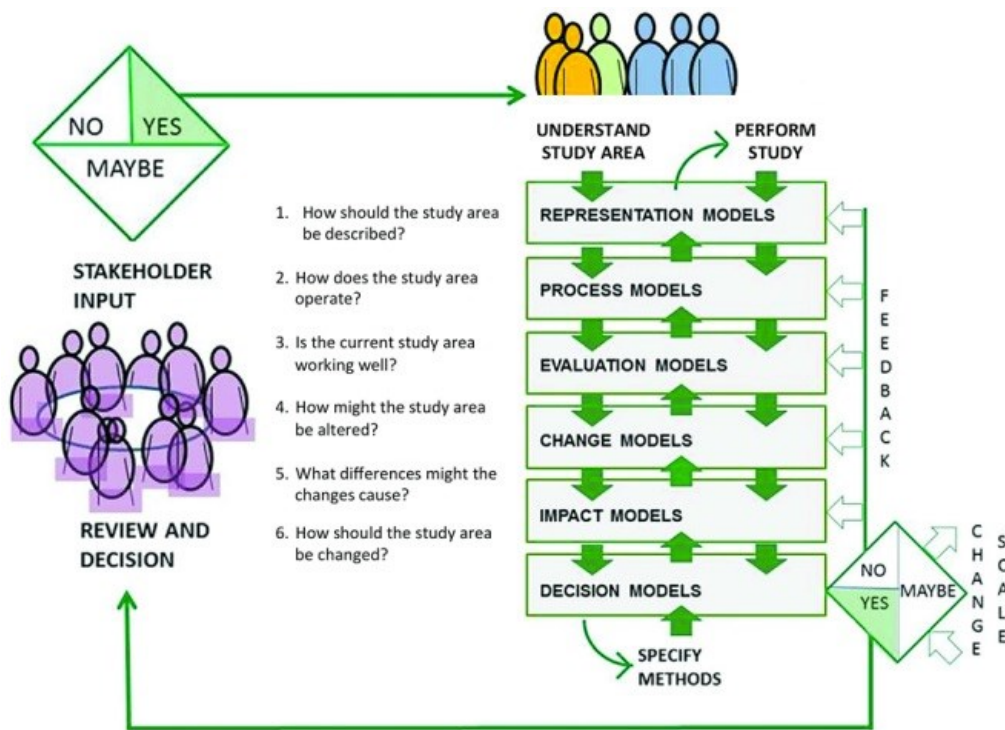 NO YES
MAYBE
STAKEHOLDER
INPUT
REVIEW AND
DECISION
1. How should the study area
be described?
2. How does the study area
operate?
3. Is the current study area
working well?
4. How might the study area
be altered?
5. What differences might the
changes cause?
6. How should the study area
be changed?
UNDERSTAND
STUDY AREA
PERFORM
STUDY
REPRESENTATION MODELS
PROCESS MODELS
EVALUATION MODELS
CHANGE MODELS
IMPACT MODELS
DECISION MODELS
SPECIFY
METHODS
FEEDBACK
NO
YES
MAYBE
CHANGE
SCALE